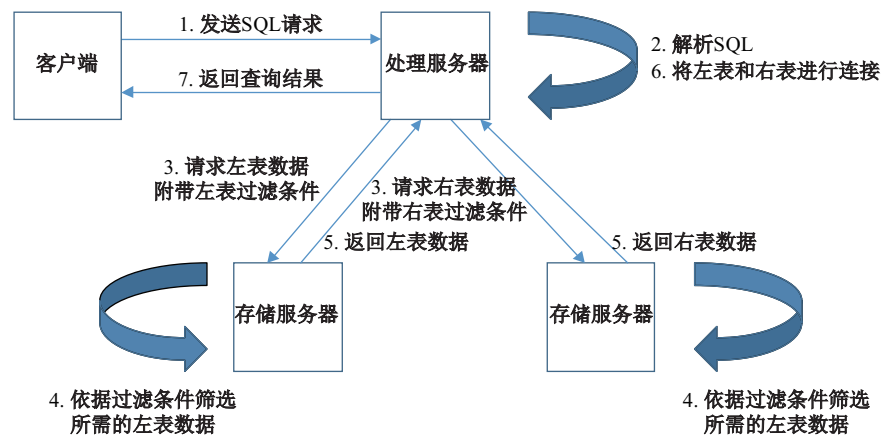 1. 发送SQL请求
客户端
处理服务器
2. 解析SQL
6. 将左表和右表进行连接
7. 返回查询结果
3. 请求左表数据
附带左表过滤条件
3. 请求右表数据
附带右表过滤条件
5. 返回左表数据
5. 返回右表数据
存储服务器
存储服务器
4. 依据过滤条件筛选
所需的左表数据
4. 依据过滤条件筛选
所需的左表数据